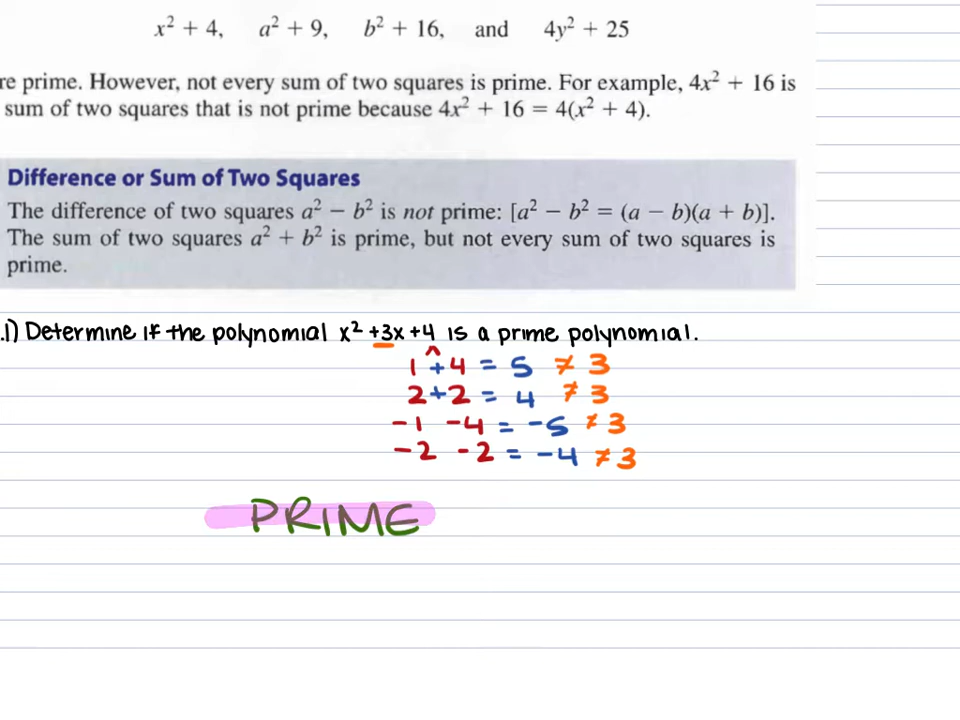 x² + 4, a² + 9, b² + 16, and 4y² + 25
re prime. However, not every sum of two squares is prime. For example, 4x² + 16 is
sum of two squares that is not prime because 4x² + 16 = 4(x² + 4).
Difference or Sum of Two Squares
The difference of two squares a² − b² is not prime: [a² − b² = (a − b)(a + b)].
The sum of two squares a² + b² is prime, but not every sum of two squares is
prime.
.1) Determine if the polynomial x² +3x +4 is a prime polynomial.
1 + 4 = 5 ≠ 3
2 + 2 = 4 ≠ 3
-1 -4 = -5 ≠ 3
-2 -2 = -4 ≠ 3
PRIME